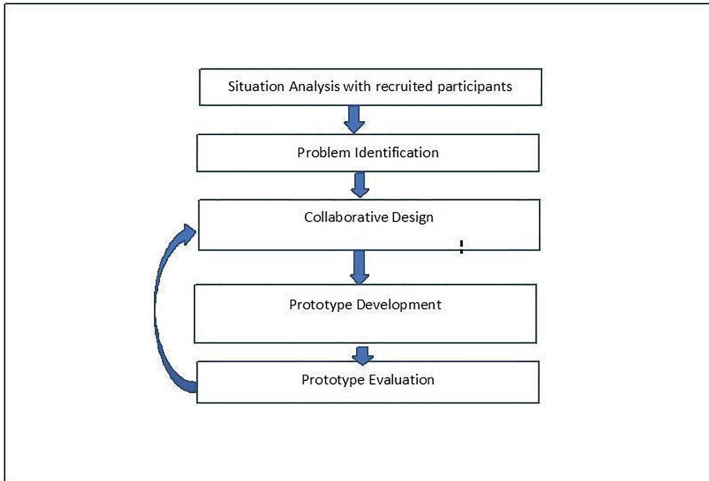 Situation Analysis with recruited participants
Problem Identification
Collaborative Design
Prototype Development
Prototype Evaluation